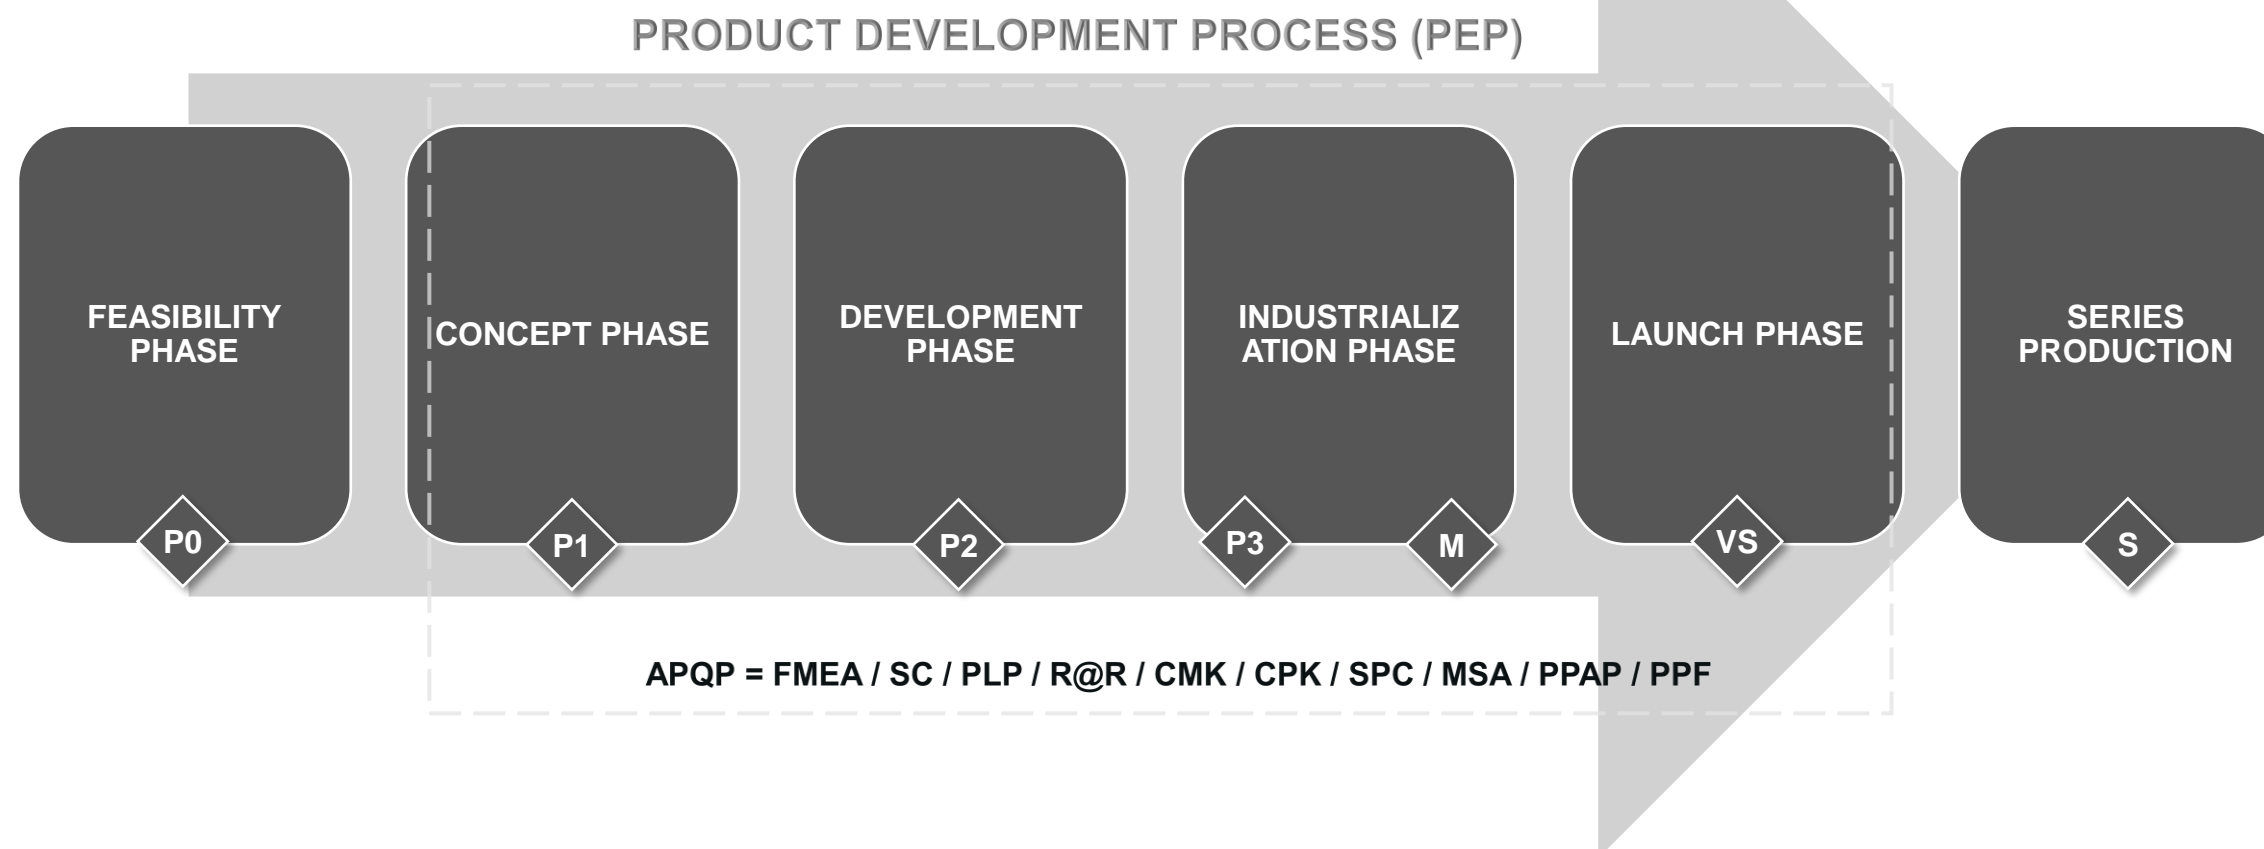 PRODUCT DEVELOPMENT PROCESS (PEP)
FEASIBILITY
PHASE
P0
CONCEPT PHASE
P1
DEVELOPMENT
PHASE
P2
INDUSTRIALIZ
ATION PHASE
P3
M
LAUNCH PHASE
VS
SERIES
PRODUCTION
S
APQP = FMEA / SC / PLP / R@R / CMK / CPK / SPC / MSA / PPAP / PPF